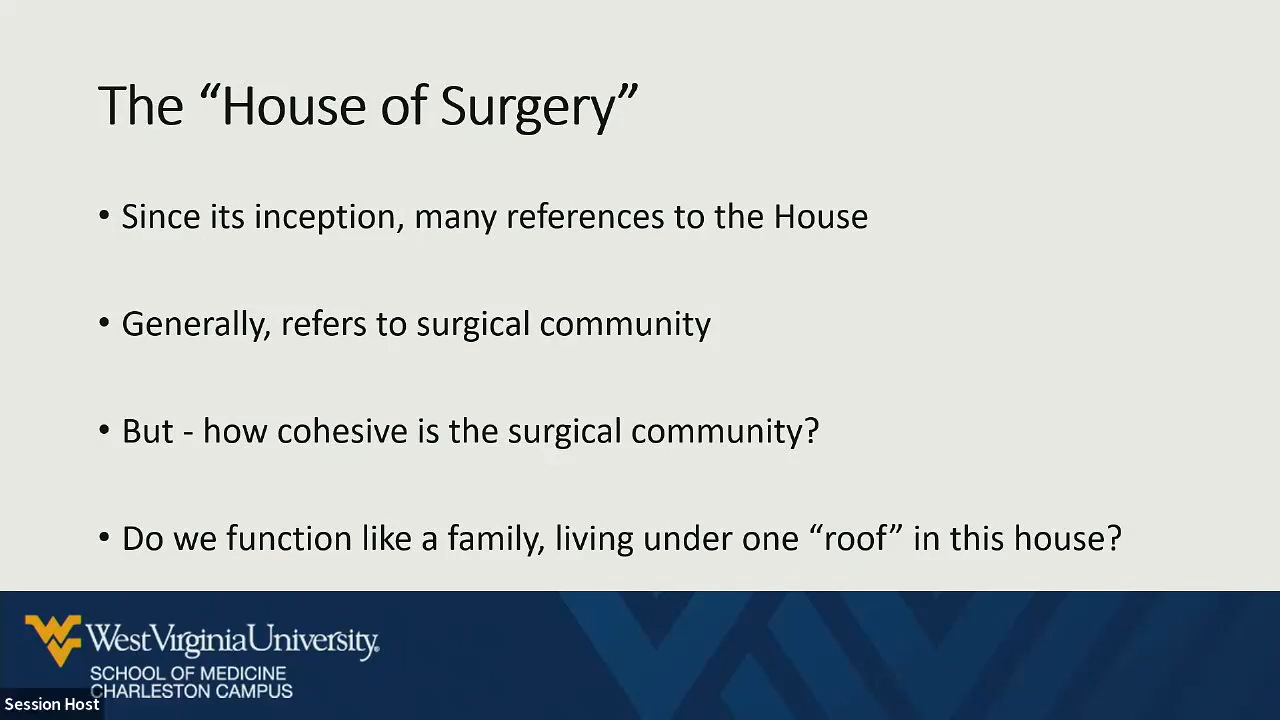 The “House of Surgery”
• Since its inception, many references to the House
• Generally, refers to surgical community
• But - how cohesive is the surgical community?
• Do we function like a family, living under one “roof” in this house?
WestVirginiaUniversity.
SCHOOL OF MEDICINE
CHARLESTON CAMPUS
Session Host